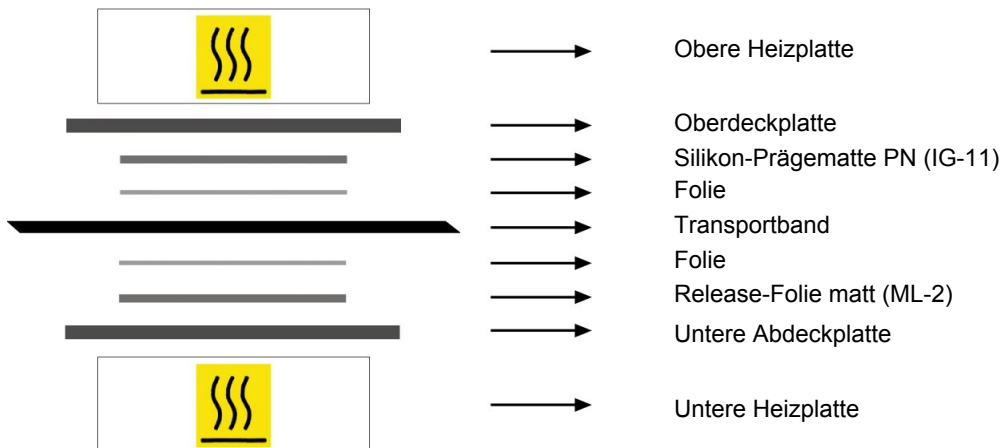 Obere Heizplatte
Oberdeckplatte
Silikon-Prägematte PN (IG-11)
Folie
Transportband
Folie
Release-Folie matt (ML-2)
Untere Abdeckplatte
Untere Heizplatte